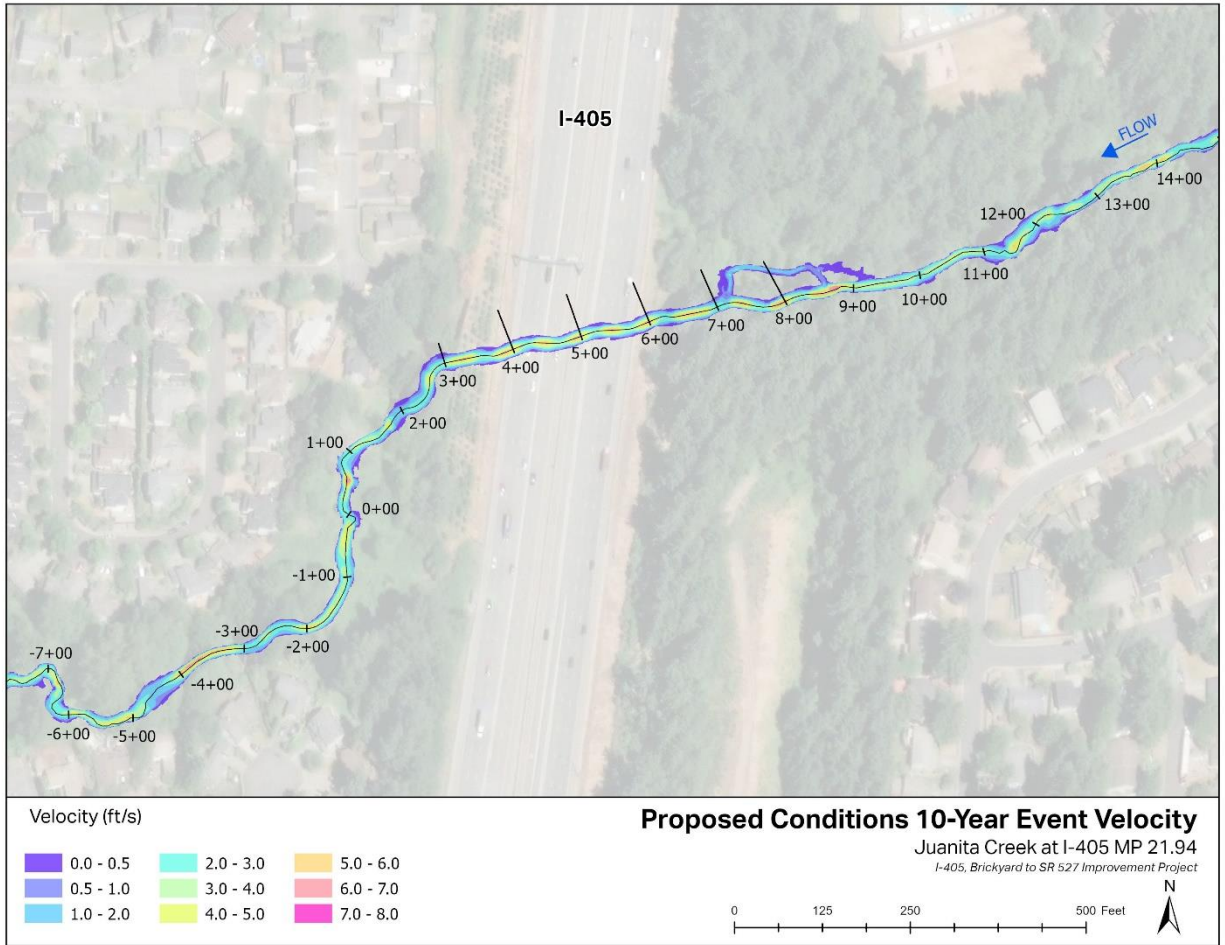 I-405
FLOW
14+00
13+00
12+00
11+00
10+00
9+00
8+00
7+00
6+00
5+00
4+00
3+00
2+00
1+00
0+00
-1+00
-2+00
-3+00
-4+00
-5+00
-6+00
-7+00
Velocity (ft/s)
0.0 - 0.5
0.5 - 1.0
1.0 - 2.0
2.0 - 3.0
3.0 - 4.0
4.0 - 5.0
5.0 - 6.0
6.0 - 7.0
7.0 - 8.0
Proposed Conditions 10-Year Event Velocity
Juanita Creek at I-405 MP 21.94
I-405, Brickyard to SR 527 Improvement Project
N
0 125 250 500 Feet